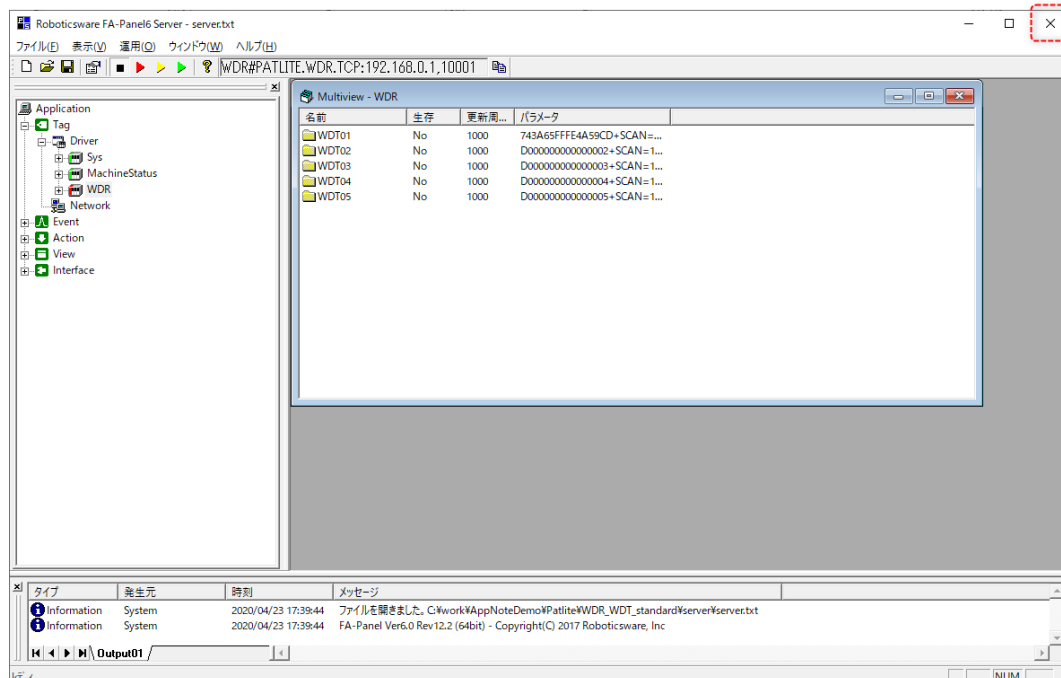 Roboticsware FA-Panel6 Server - server.txt
ファイル(F) 表示(V) 運用(O) ウィンドウ(W) ヘルプ(H)
WDR#PATLITE.WDR.TCP:192.168.0.1,10001
Application
Tag
Driver
Sys
MachineStatus
WDR
Network
Event
Action
View
Interface
Multiview - WDR
名前 生存 更新周... パラメータ
WDT01 No 1000 743A65FFFE4A59CD+SCAN=...
WDT02 No 1000 D000000000000002+SCAN=1...
WDT03 No 1000 D000000000000003+SCAN=1...
WDT04 No 1000 D000000000000004+SCAN=1...
WDT05 No 1000 D000000000000005+SCAN=1...
タイプ 発生元 時刻 メッセージ
Information System 2020/04/23 17:39:44 ファイルを開きました。C:¥work¥AppNoteDemo¥Patlite¥WDR_WDT_standard¥server¥server.txt
Information System 2020/04/23 17:39:44 FA-Panel Ver6.0 Rev12.2 (64bit) - Copyright(C) 2017 Roboticsware, Inc
Output01
レディ NUM